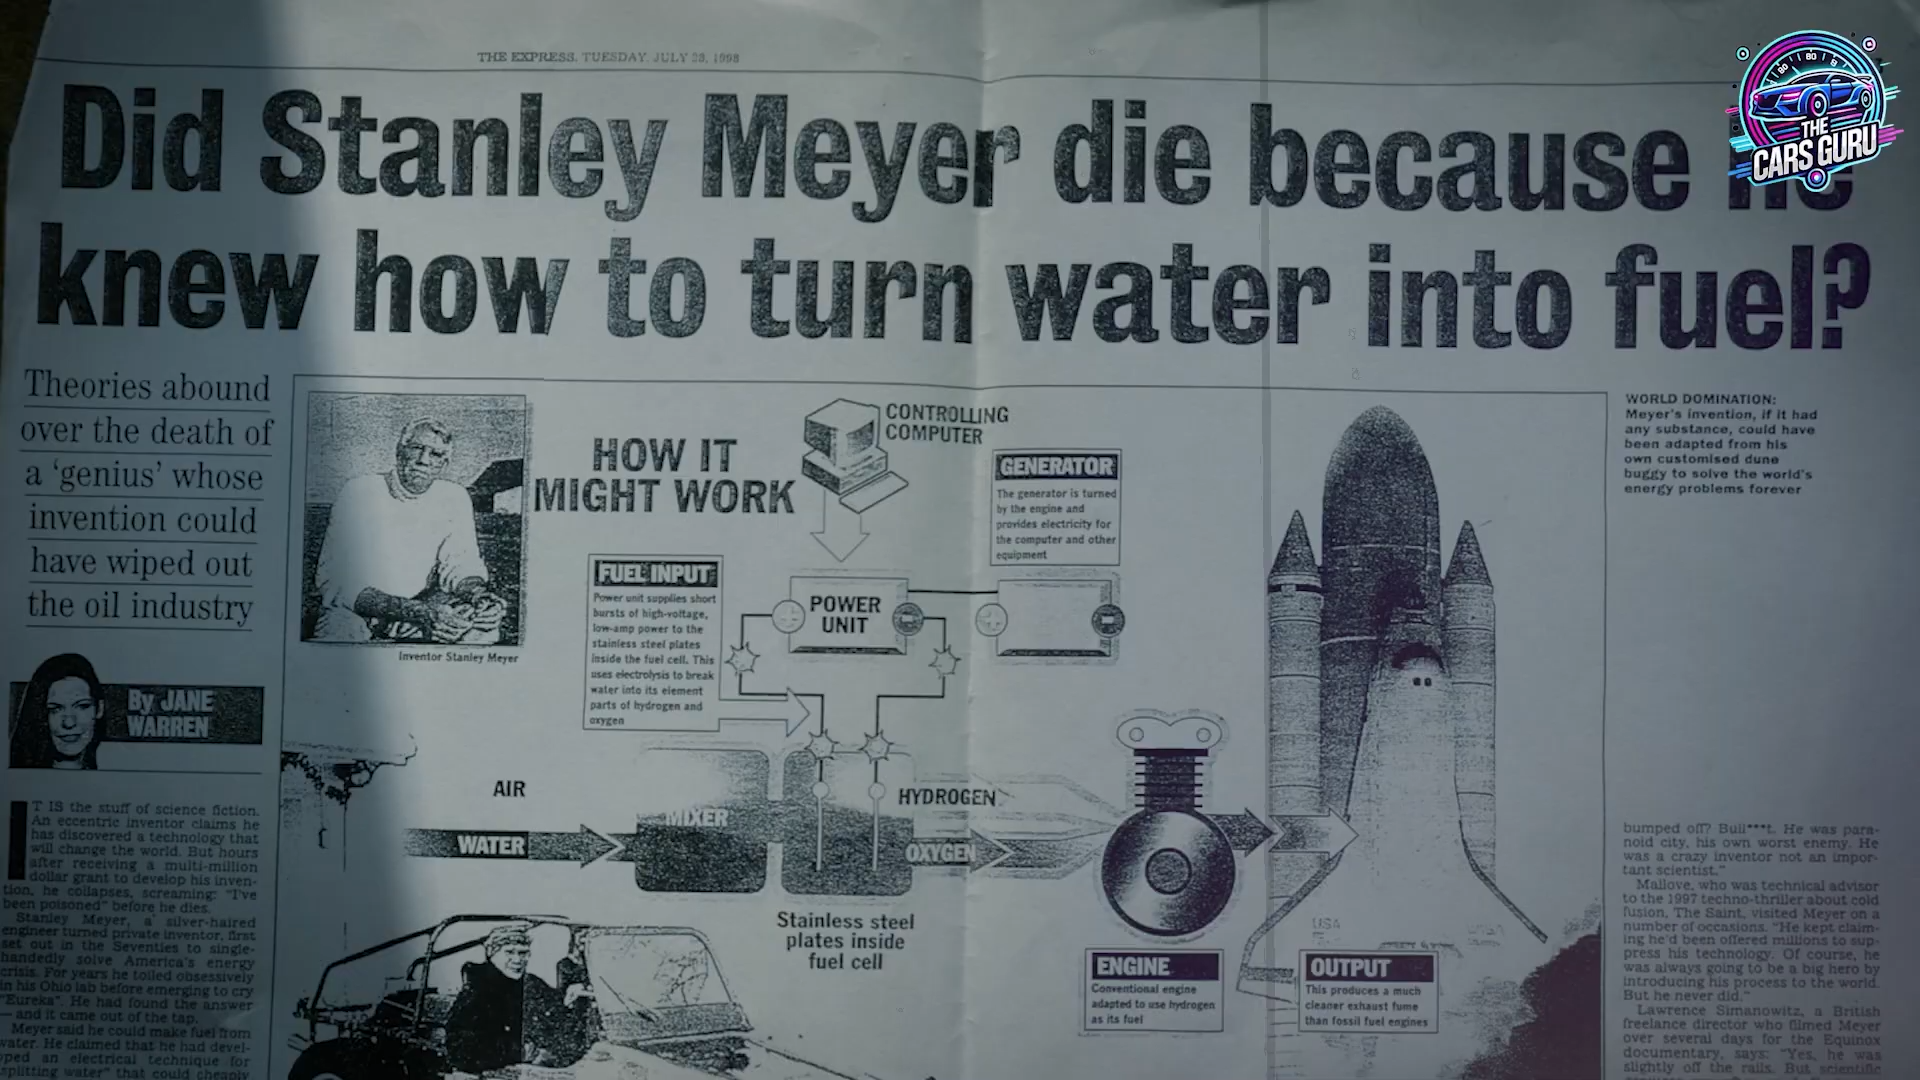 THE EXPRESS, TUESDAY, JULY 28, 1998
Did Stanley Meyer die because he
knew how to turn water into fuel?
THE
CARS GURU
Theories abound
over the death of
a ‘genius’ whose
invention could
have wiped out
the oil industry
By JANE
WARREN
IT IS the stuff of science fiction.
An eccentric inventor claims he
has discovered a technology that
will change the world. But hours
after receiving a multi-million
dollar grant to develop his inven-
tion, he collapses, screaming: “I’ve
been poisoned” before he dies.
Stanley Meyer, a silver-haired
engineer turned private inventor, first
set out in the Seventies to single-
handedly solve America’s energy
crisis. For years he toiled obsessively
in his Ohio lab before emerging to cry
“Eureka”. He had found the answer
— and it came out of the tap.
Meyer said he could make fuel from
water. He claimed that he had devel-
oped an electrical technique for
“splitting water” that could cheaply
Inventor Stanley Meyer
HOW IT
MIGHT WORK
CONTROLLING
COMPUTER
GENERATOR
The generator is turned
by the engine and
provides electricity for
the computer and other
equipment
FUEL INPUT
Power unit supplies short
bursts of high-voltage,
low-amp power to the
stainless steel plates
inside the fuel cell. This
uses electrolysis to break
water into its element
parts of hydrogen and
oxygen
POWER
UNIT
AIR
WATER
MIXER
HYDROGEN
OXYGEN
Stainless steel
plates inside
fuel cell
ENGINE
Conventional engine
adapted to use hydrogen
as its fuel
USA
OUTPUT
This produces a much
cleaner exhaust fume
than fossil fuel engines
WORLD DOMINATION:
Meyer’s invention, if it had
any substance, could have
been adapted from his
own customised dune
buggy to solve the world’s
energy problems forever
bumped off? Bull***t. He was para-
noid city, his own worst enemy. He
was a crazy inventor not an impor-
tant scientist.”
Mallove, who was technical advisor
to the 1997 techno-thriller about cold
fusion, The Saint, visited Meyer on a
number of occasions. “He kept claim-
ing he’d been offered millions to sup-
press his technology. Of course, he
was always going to be a big hero by
introducing his process to the world.
But he never did.”
Lawrence Simanowitz, a British
freelance director who filmed Meyer
over several days for the Equinox
documentary, says: “Yes, he was
slightly off the rails. But scientific